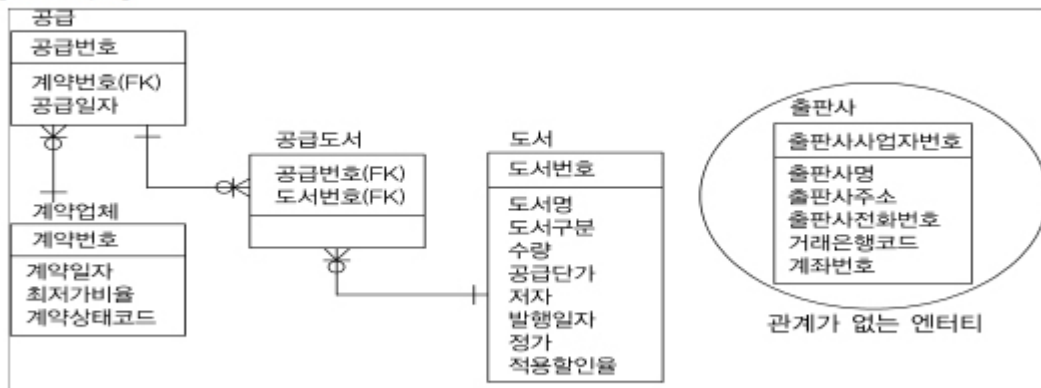 공급
공급번호
계약번호(FK)
공급일자
계약업체
계약번호
계약일자
최저가비율
계약상태코드
공급도서
공급번호(FK)
도서번호(FK)
도서
도서번호
도서명
도서구분
수량
공급단가
저자
발행일자
정가
적용할인율
출판사
출판사사업자번호
출판사명
출판사주소
출판사전화번호
거래은행코드
계좌번호
관계가 없는 엔터티